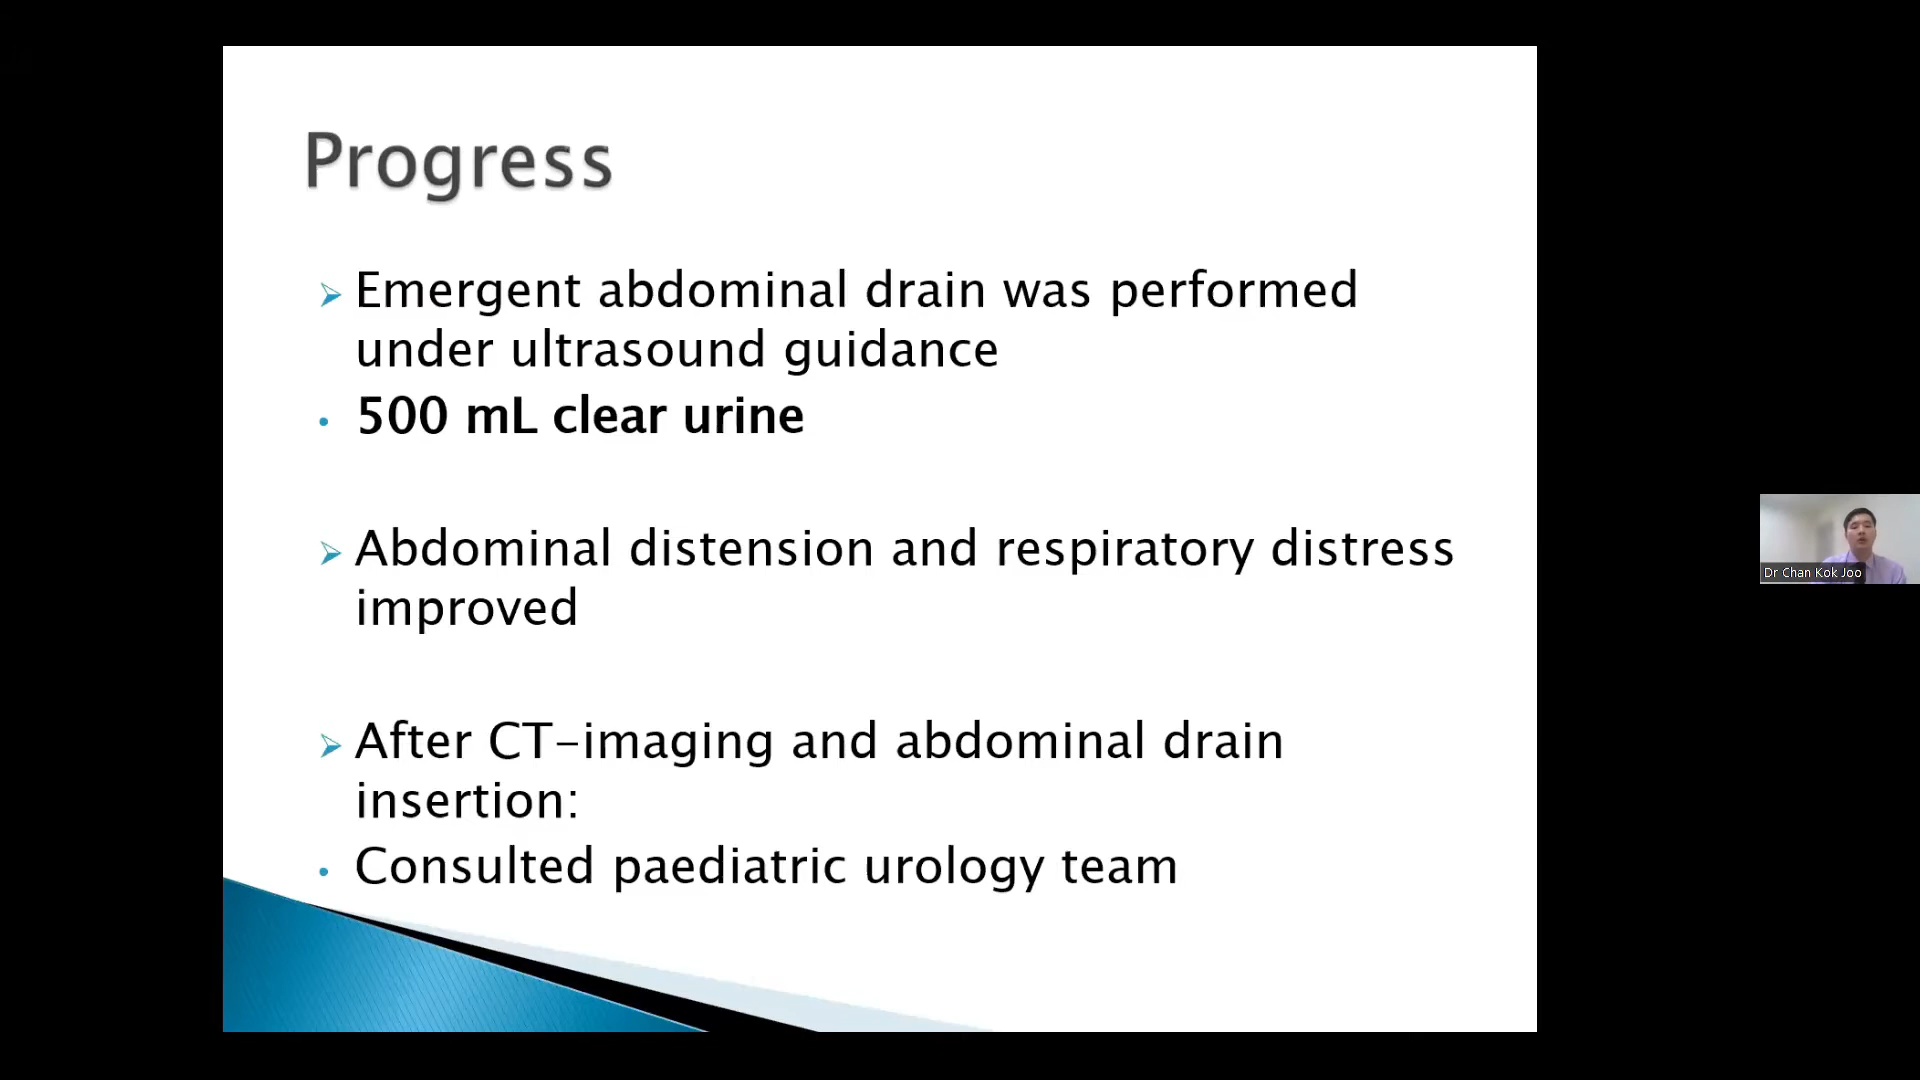 Progress
Emergent abdominal drain was performed
under ultrasound guidance
500 mL clear urine
Abdominal distension and respiratory distress
improved
After CT-imaging and abdominal drain
insertion:
Consulted paediatric urology team
Dr Chan Kok Joo